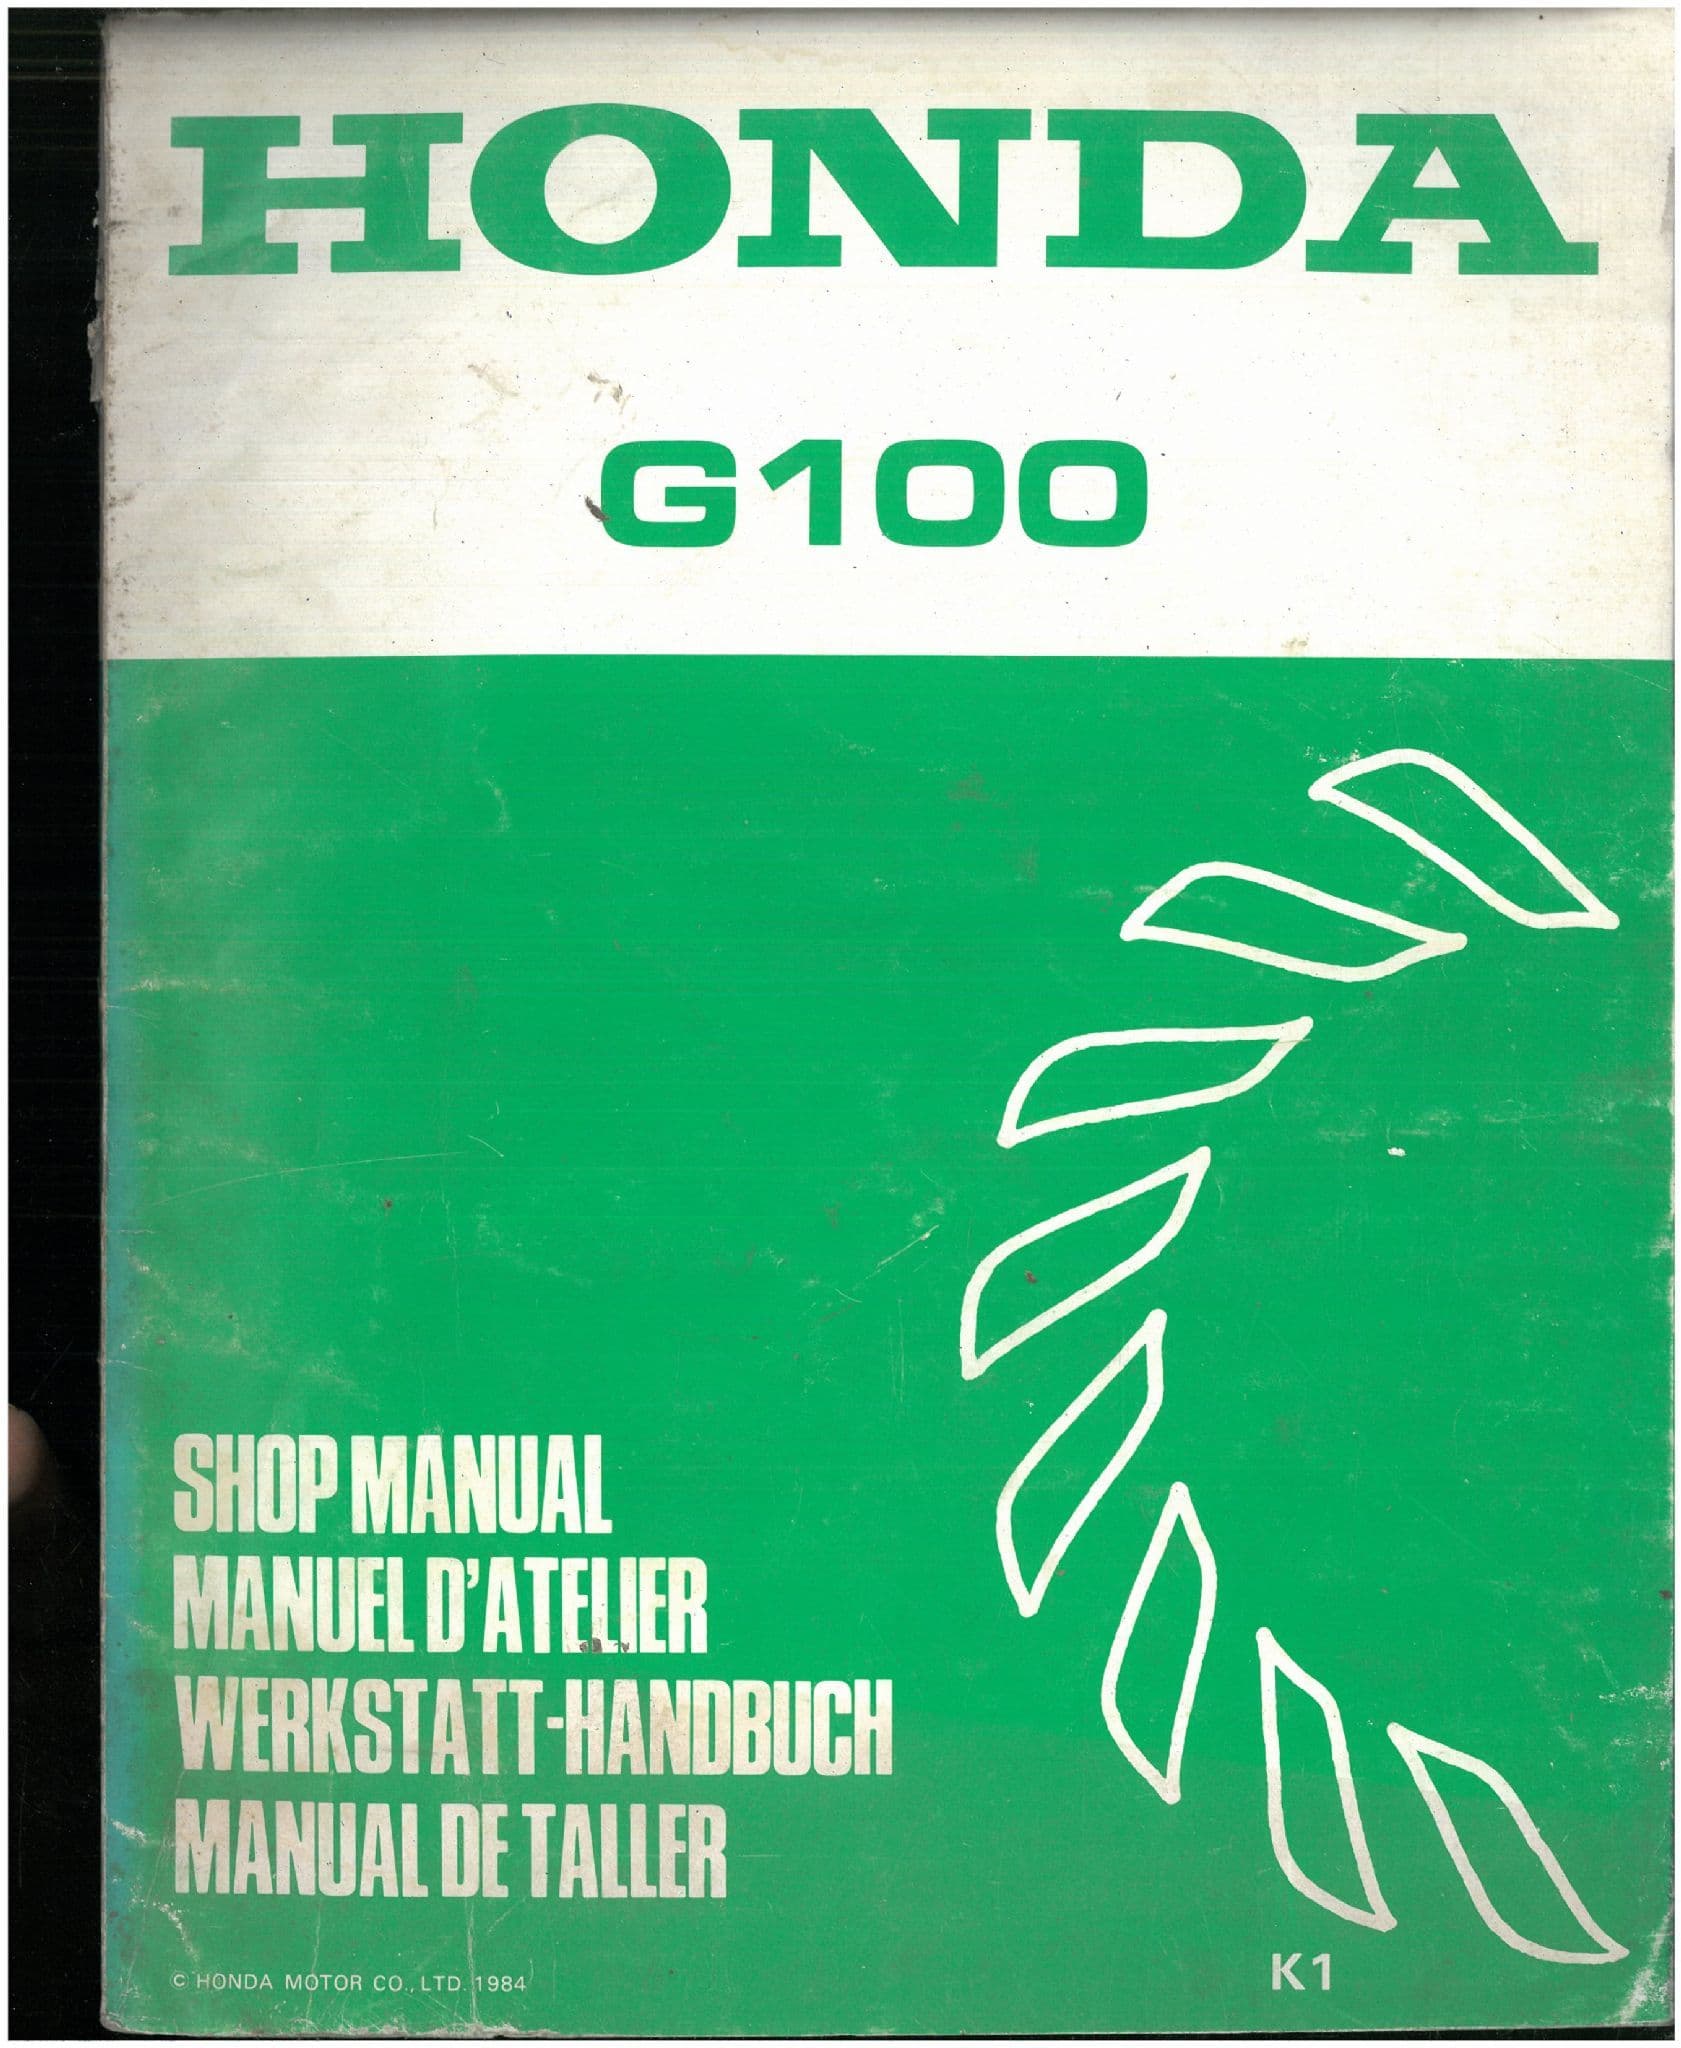 HONDA
G100
SHOP MANUAL
MANUEL D'ATELIER
WERKSTATT-HANDBUCH
MANUAL DE TALLER
© HONDA MOTOR CO., LTD. 1984
K1